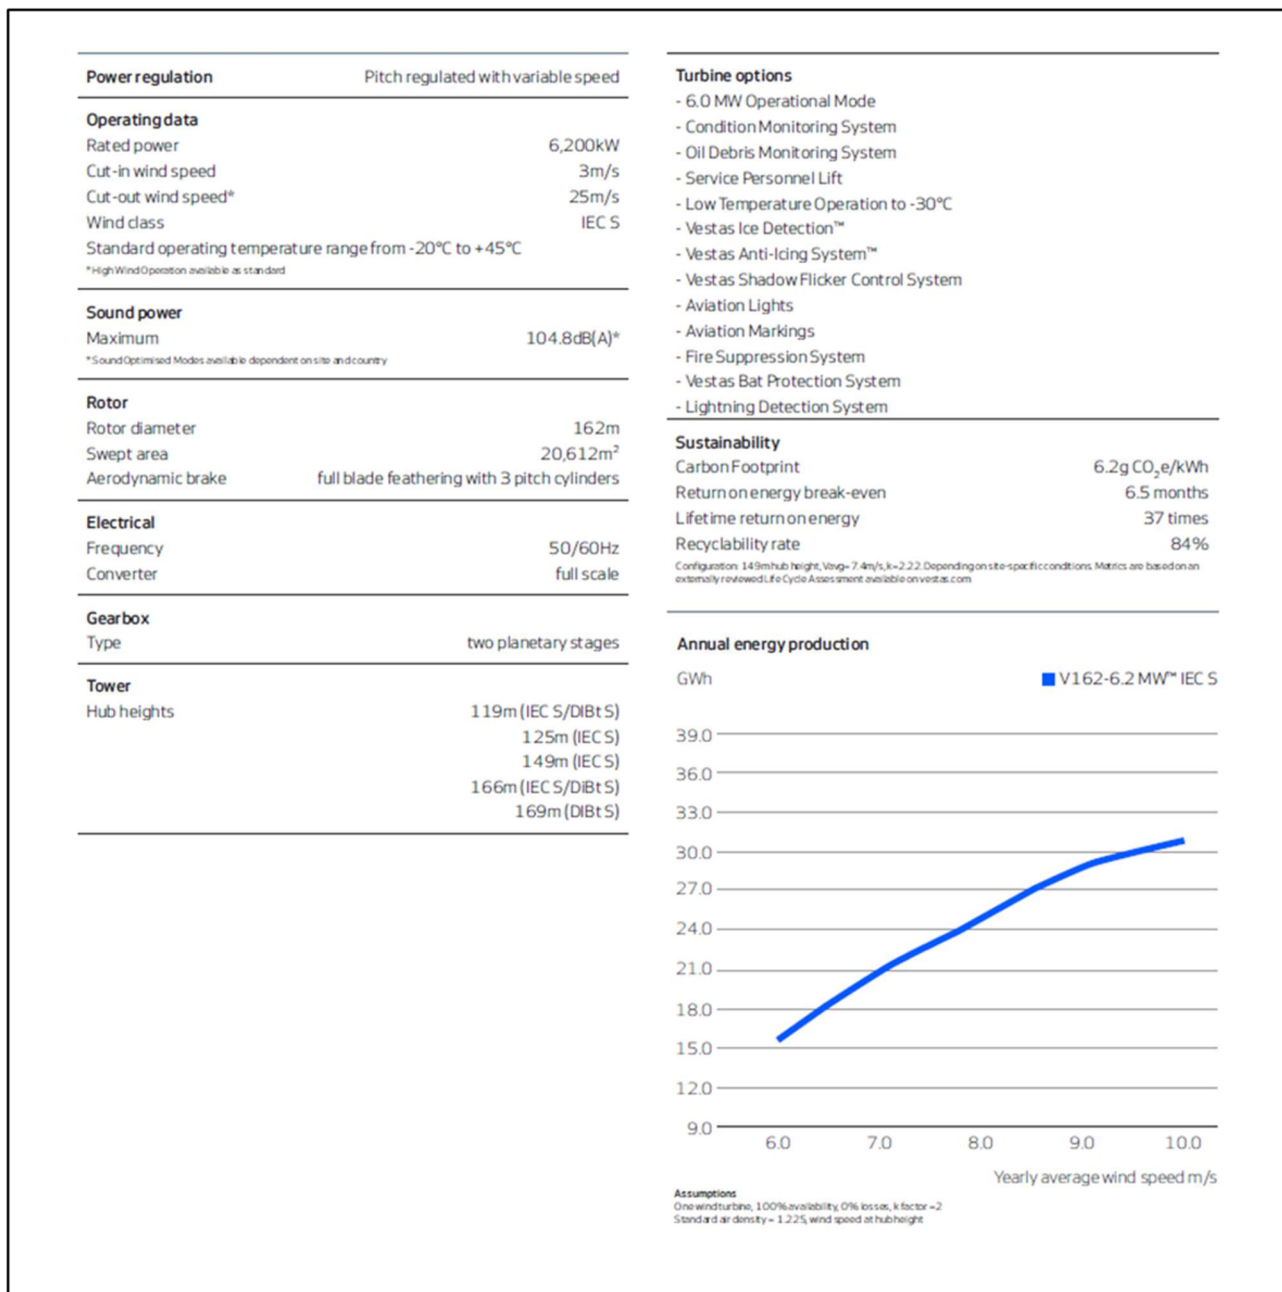 Power regulation Pitch regulated with variable speed
Operating data
Rated power 6,200kW
Cut-in wind speed 3m/s
Cut-out wind speed* 25m/s
Wind class IEC S
Standard operating temperature range from -20°C to +45°C
*High Wind Operation available as standard
Sound power
Maximum 104.8dB(A)*
*Sound Optimised Modes available dependent on site and country
Rotor
Rotor diameter 162m
Swept area 20,612m²
Aerodynamic brake full blade feathering with 3 pitch cylinders
Electrical
Frequency 50/60Hz
Converter full scale
Gearbox
Type two planetary stages
Tower
Hub heights 119m (IEC S/DIBt S)
125m (IEC S)
149m (IEC S)
166m (IEC S/DiBt S)
169m (DIBt S)
Turbine options
- 6.0 MW Operational Mode
- Condition Monitoring System
- Oil Debris Monitoring System
- Service Personnel Lift
- Low Temperature Operation to -30°C
- Vestas Ice Detection™
- Vestas Anti-Icing System™
- Vestas Shadow Flicker Control System
- Aviation Lights
- Aviation Markings
- Fire Suppression System
- Vestas Bat Protection System
- Lightning Detection System
Sustainability
Carbon Footprint 6.2g CO₂e/kWh
Return on energy break-even 6.5 months
Lifetime return on energy 37 times
Recyclability rate 84%
Configuration: 149m hub height, Vavg=7.4m/s, k=2.22. Depending on site-specific conditions. Metrics are based on an
externally reviewed Life Cycle Assessment available on vestas.com
Annual energy production
GWh V162-6.2 MW™ IEC S
39.0
36.0
33.0
30.0
27.0
24.0
21.0
18.0
15.0
12.0
9.0
6.0 7.0 8.0 9.0 10.0
Yearly average wind speed m/s
Assumptions
One wind turbine, 100% availability, 0% losses, k factor =2
Standard air density = 1.225, wind speed at hub height